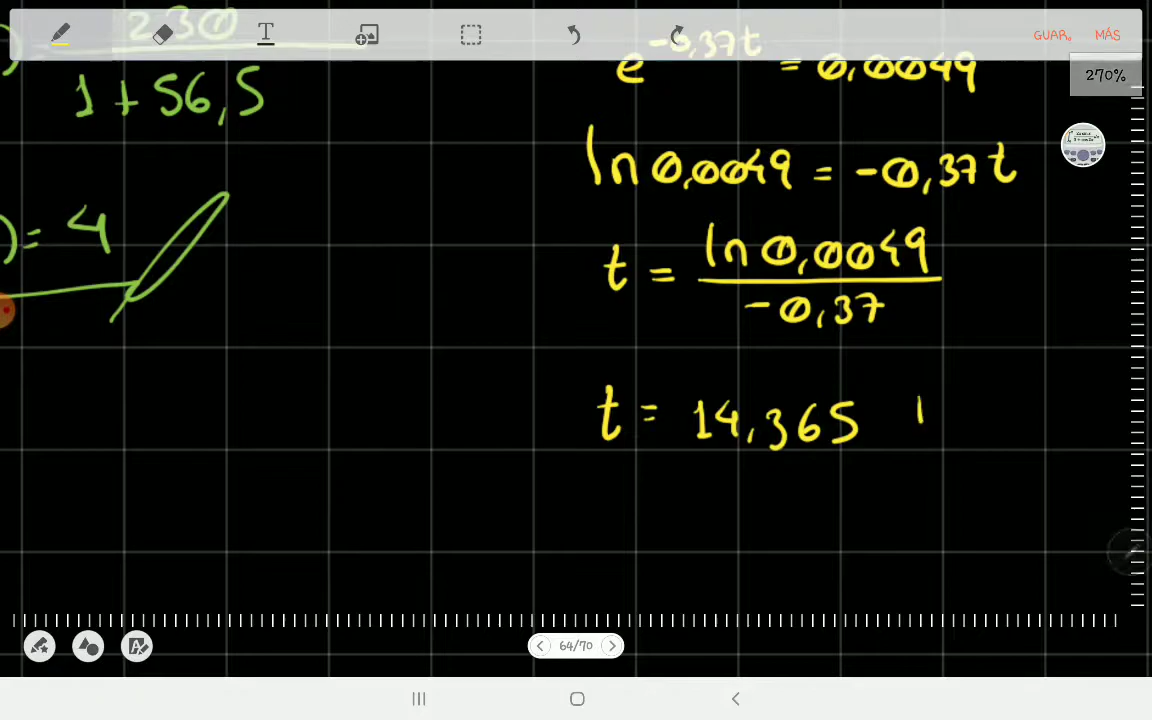 230
GUAR. MÁS
270%
)
1 + 56,5
) = 4
e^-0,37t = 0,0049
ln 0,0049 = -0,37 t
t = ln 0,0049
-0,37
t = 14,365
64/70